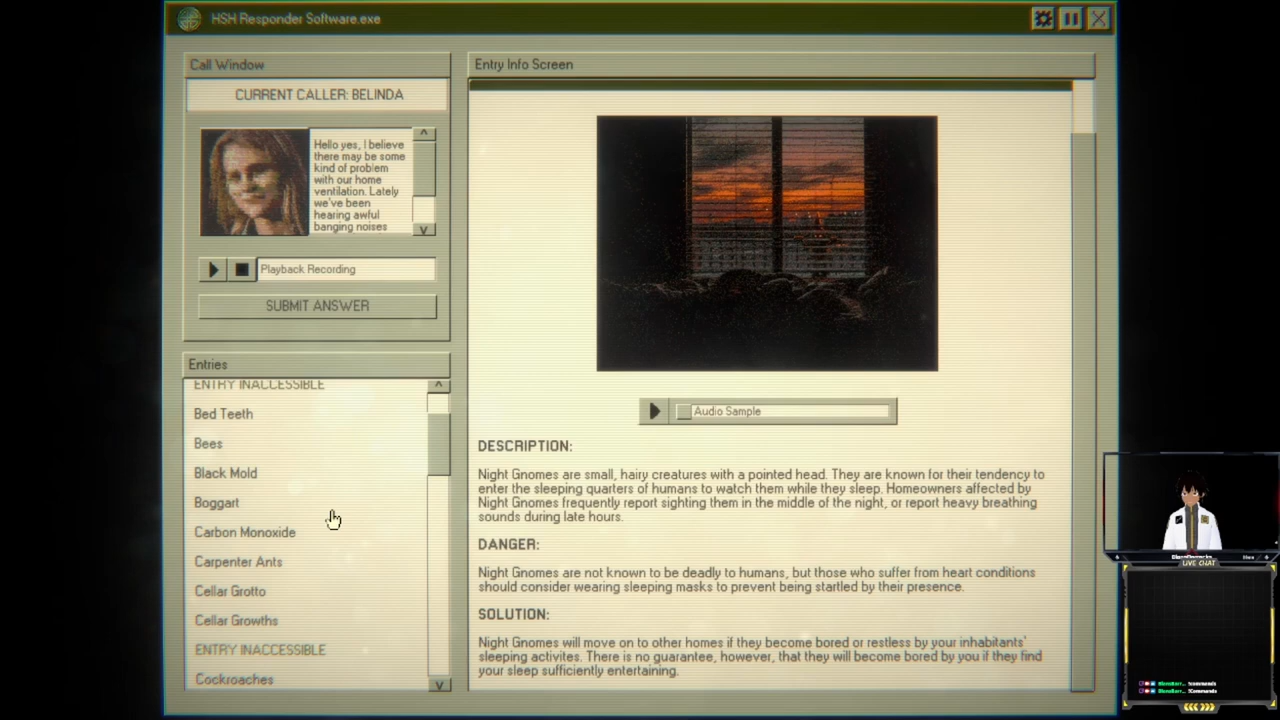 HSH Responder Software.exe
Call Window
CURRENT CALLER: BELINDA
Hello yes, I believe
there may be some
kind of problem
with our home
ventilation. Lately
we've been
hearing awful
banging noises
Playback Recording
SUBMIT ANSWER
Entries
ENTRY INACCESSIBLE
Bed Teeth
Bees
Black Mold
Boggart
Carbon Monoxide
Carpenter Ants
Cellar Grotto
Cellar Growths
ENTRY INACCESSIBLE
Cockroaches
Entry Info Screen
Audio Sample
DESCRIPTION:
Night Gnomes are small, hairy creatures with a pointed head. They are known for their tendency to
enter the sleeping quarters of humans to watch them while they sleep. Homeowners affected by
Night Gnomes frequently report sighting them in the middle of the night, or report heavy breathing
sounds during late hours.
DANGER:
Night Gnomes are not known to be deadly to humans, but those who suffer from heart conditions
should consider wearing sleeping masks to prevent being startled by their presence.
SOLUTION:
Night Gnomes will move on to other homes if they become bored or restless by your inhabitants'
sleeping activites. There is no guarantee, however, that they will become bored by you if they find
your sleep sufficiently entertaining.
LIVE CHAT